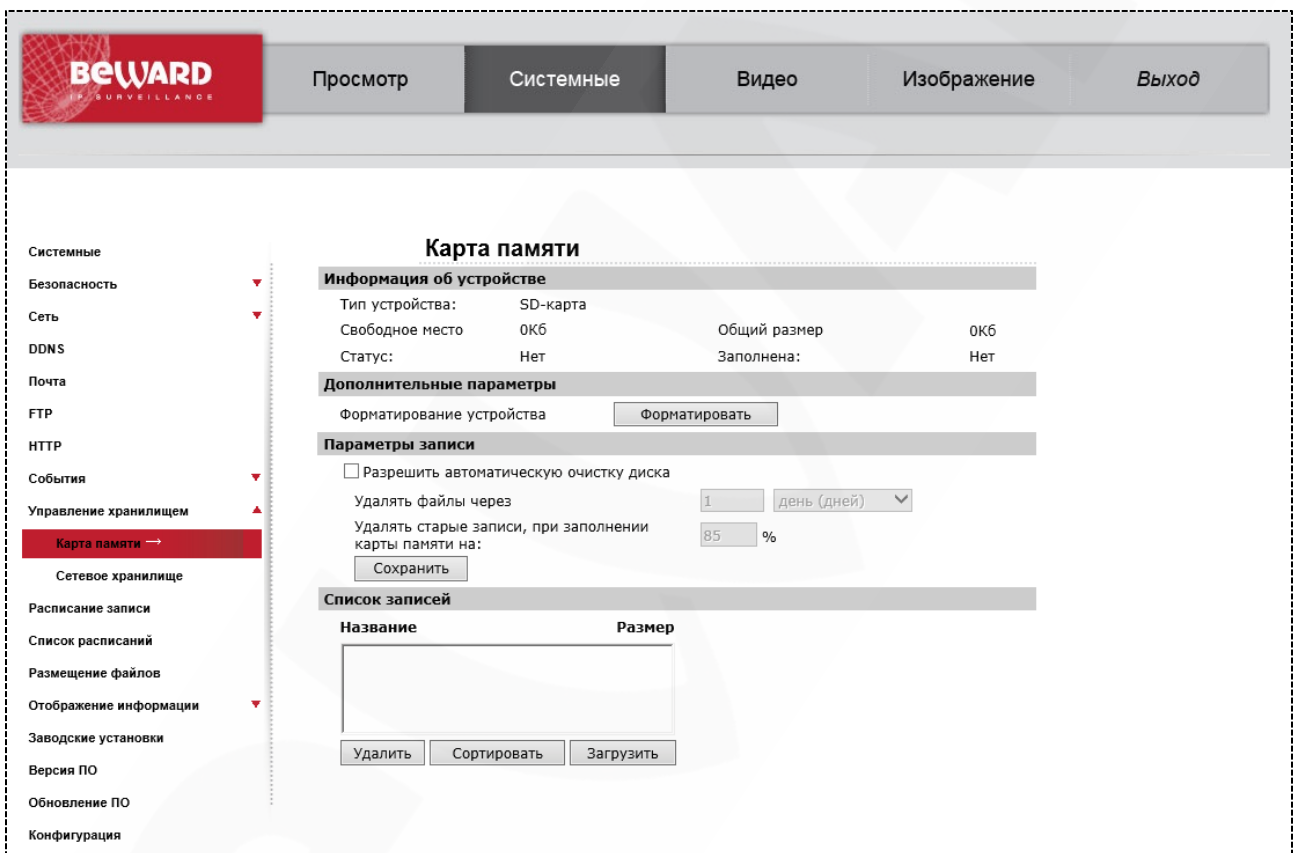 BEWARD
IP SURVEILLANCE
Просмотр Системные Видео Изображение Выход
Системные
Безопасность
Сеть
DDNS
Почта
FTP
HTTP
События
Управление хранилищем
Карта памяти →
Сетевое хранилище
Расписание записи
Список расписаний
Размещение файлов
Отображение информации
Заводские установки
Версия ПО
Обновление ПО
Конфигурация
Карта памяти
Информация об устройстве
Тип устройства: SD-карта
Свободное место 0Кб Общий размер 0Кб
Статус: Нет Заполнена: Нет
Дополнительные параметры
Форматирование устройства Форматировать
Параметры записи
Разрешить автоматическую очистку диска
Удалять файлы через 1 день (дней)
Удалять старые записи, при заполнении
карты памяти на: 85 %
Сохранить
Список записей
Название Размер
Удалить Сортировать Загрузить